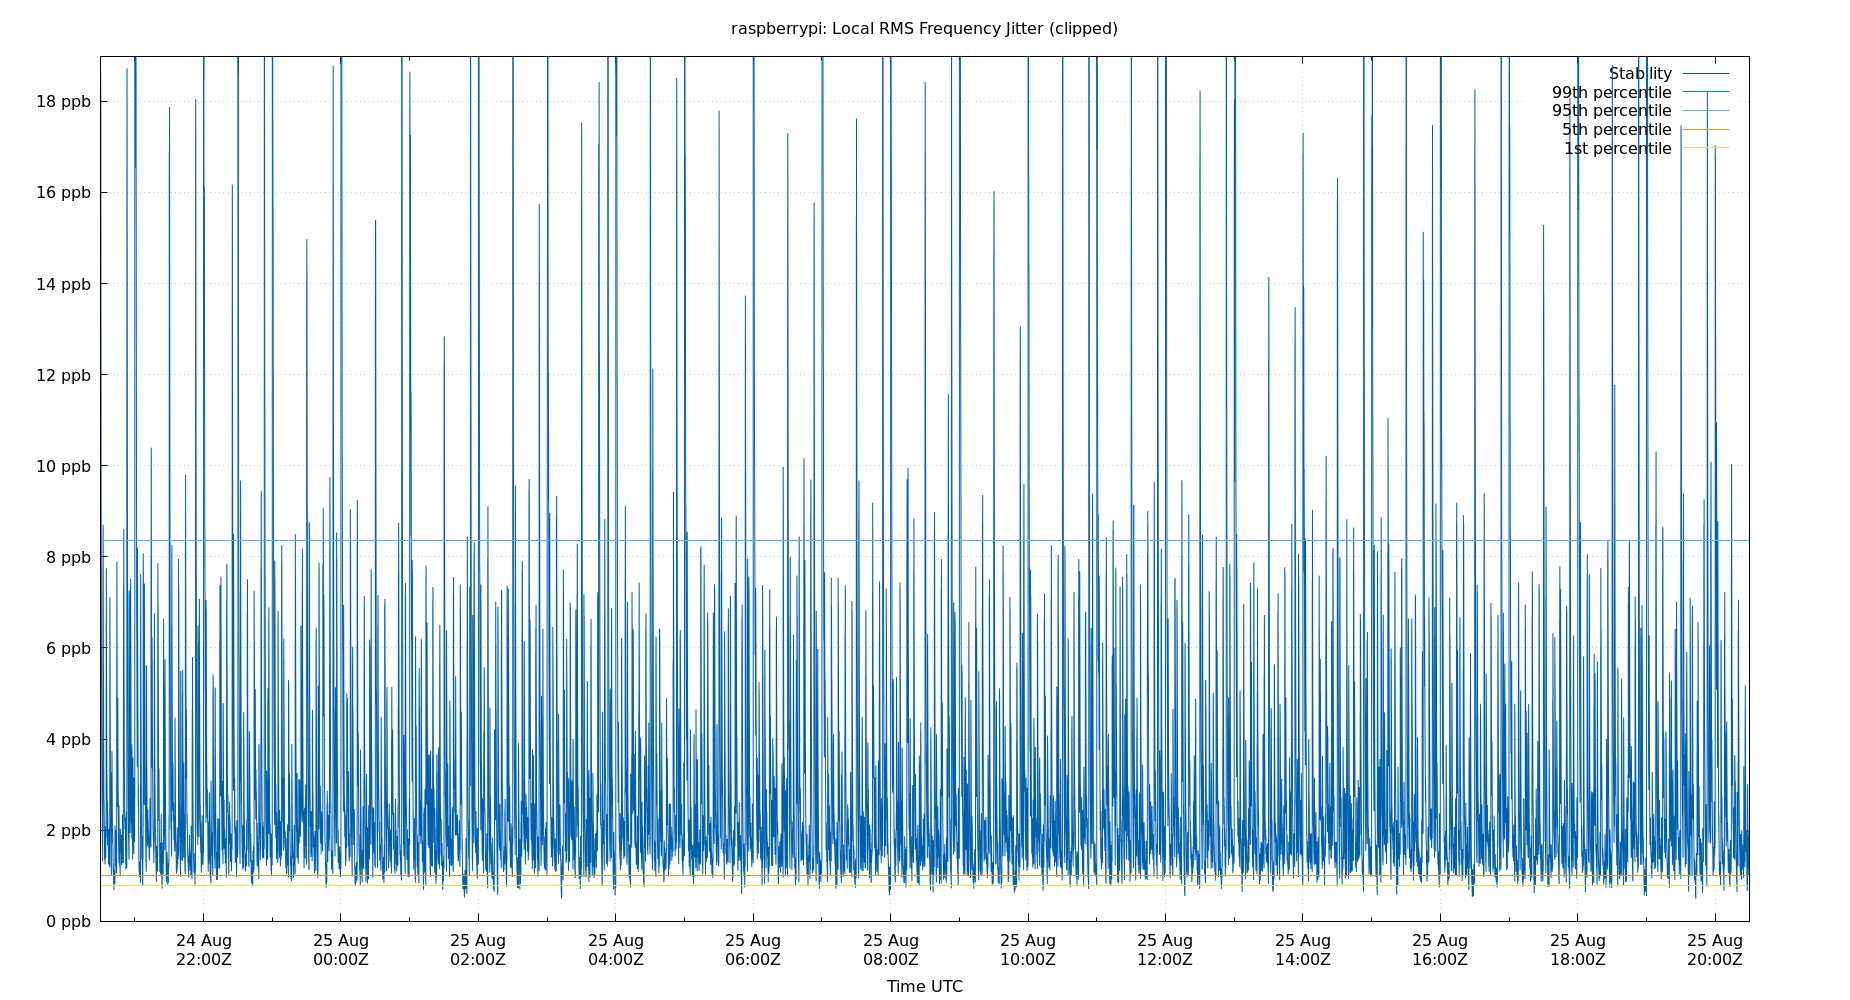 raspberrypi: Local RMS Frequency Jitter (clipped)
Stability
99th percentile
95th percentile
5th percentile
1st percentile
18 ppb
16 ppb
14 ppb
12 ppb
10 ppb
8 ppb
6 ppb
4 ppb
2 ppb
0 ppb
24 Aug 25 Aug 25 Aug 25 Aug 25 Aug 25 Aug 25 Aug 25 Aug 25 Aug 25 Aug 25 Aug 25 Aug
22:00Z 00:00Z 02:00Z 04:00Z 06:00Z 08:00Z 10:00Z 12:00Z 14:00Z 16:00Z 18:00Z 20:00Z
Time UTC